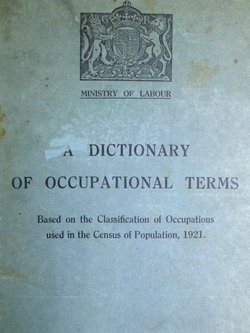 MINISTRY OF LABOUR
A DICTIONARY
OF OCCUPATIONAL TERMS
Based on the Classification of Occupations
used in the Census of Population, 1921.